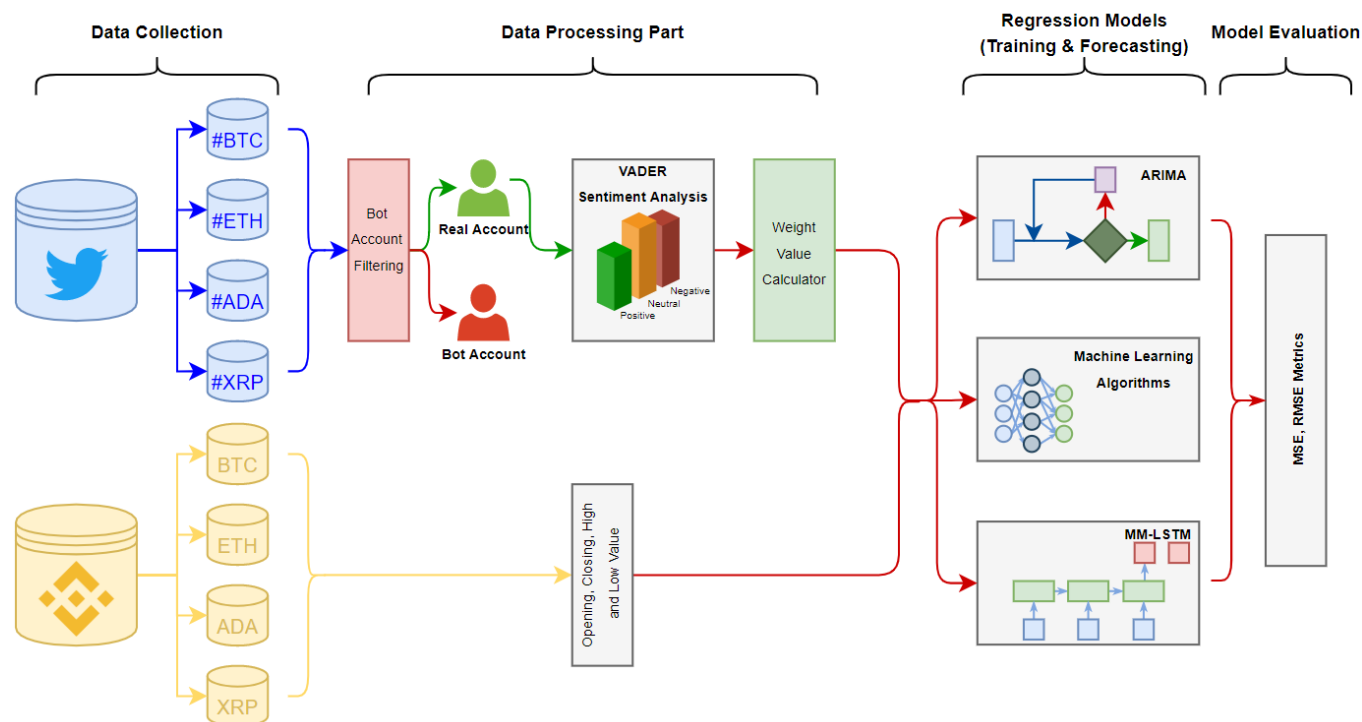 Data Collection
Data Processing Part
Regression Models
(Training & Forecasting)
Model Evaluation
#BTC
#ETH
#ADA
#XRP
Bot
Account
Filtering
Real Account
Bot Account
VADER
Sentiment Analysis
Negative
Neutral
Positive
Weight
Value
Calculator
BTC
ETH
ADA
XRP
Opening, Closing, High
and Low Value
ARIMA
Machine Learning
Algorithms
MM-LSTM
MSE, RMSE Metrics